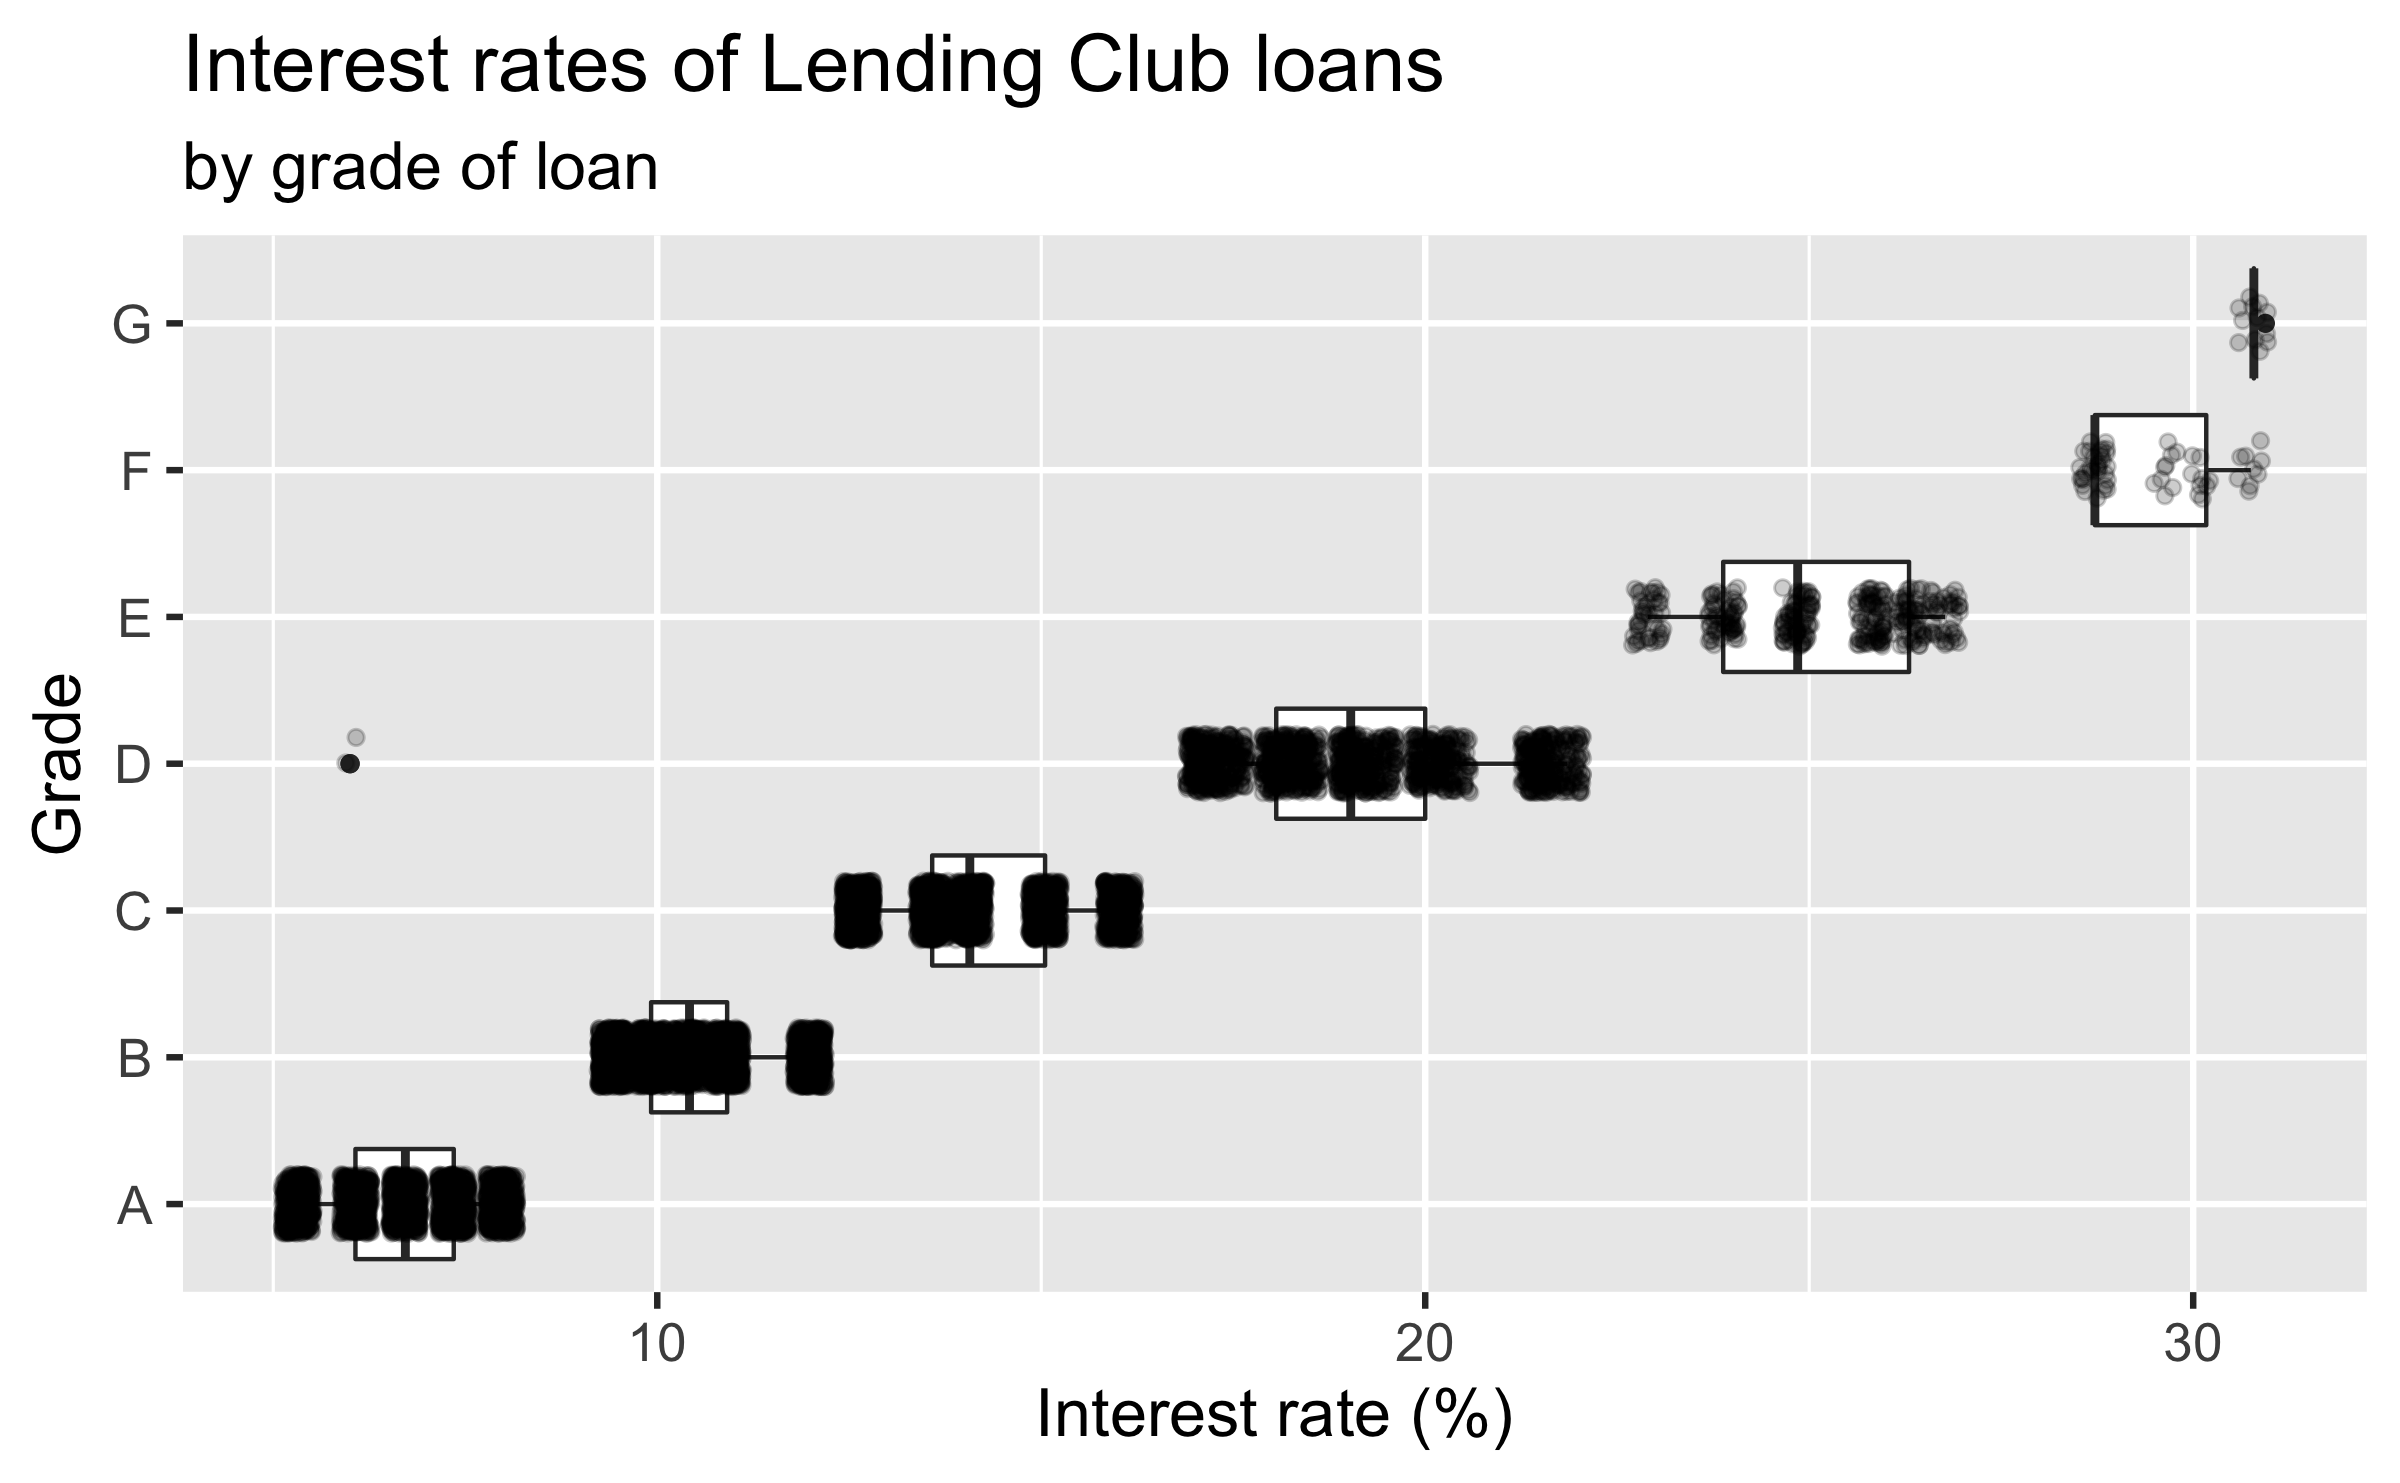 Interest rates of Lending Club loans
by grade of loan
Grade
G
F
E
D
C
B
A
10 20 30
Interest rate (%)